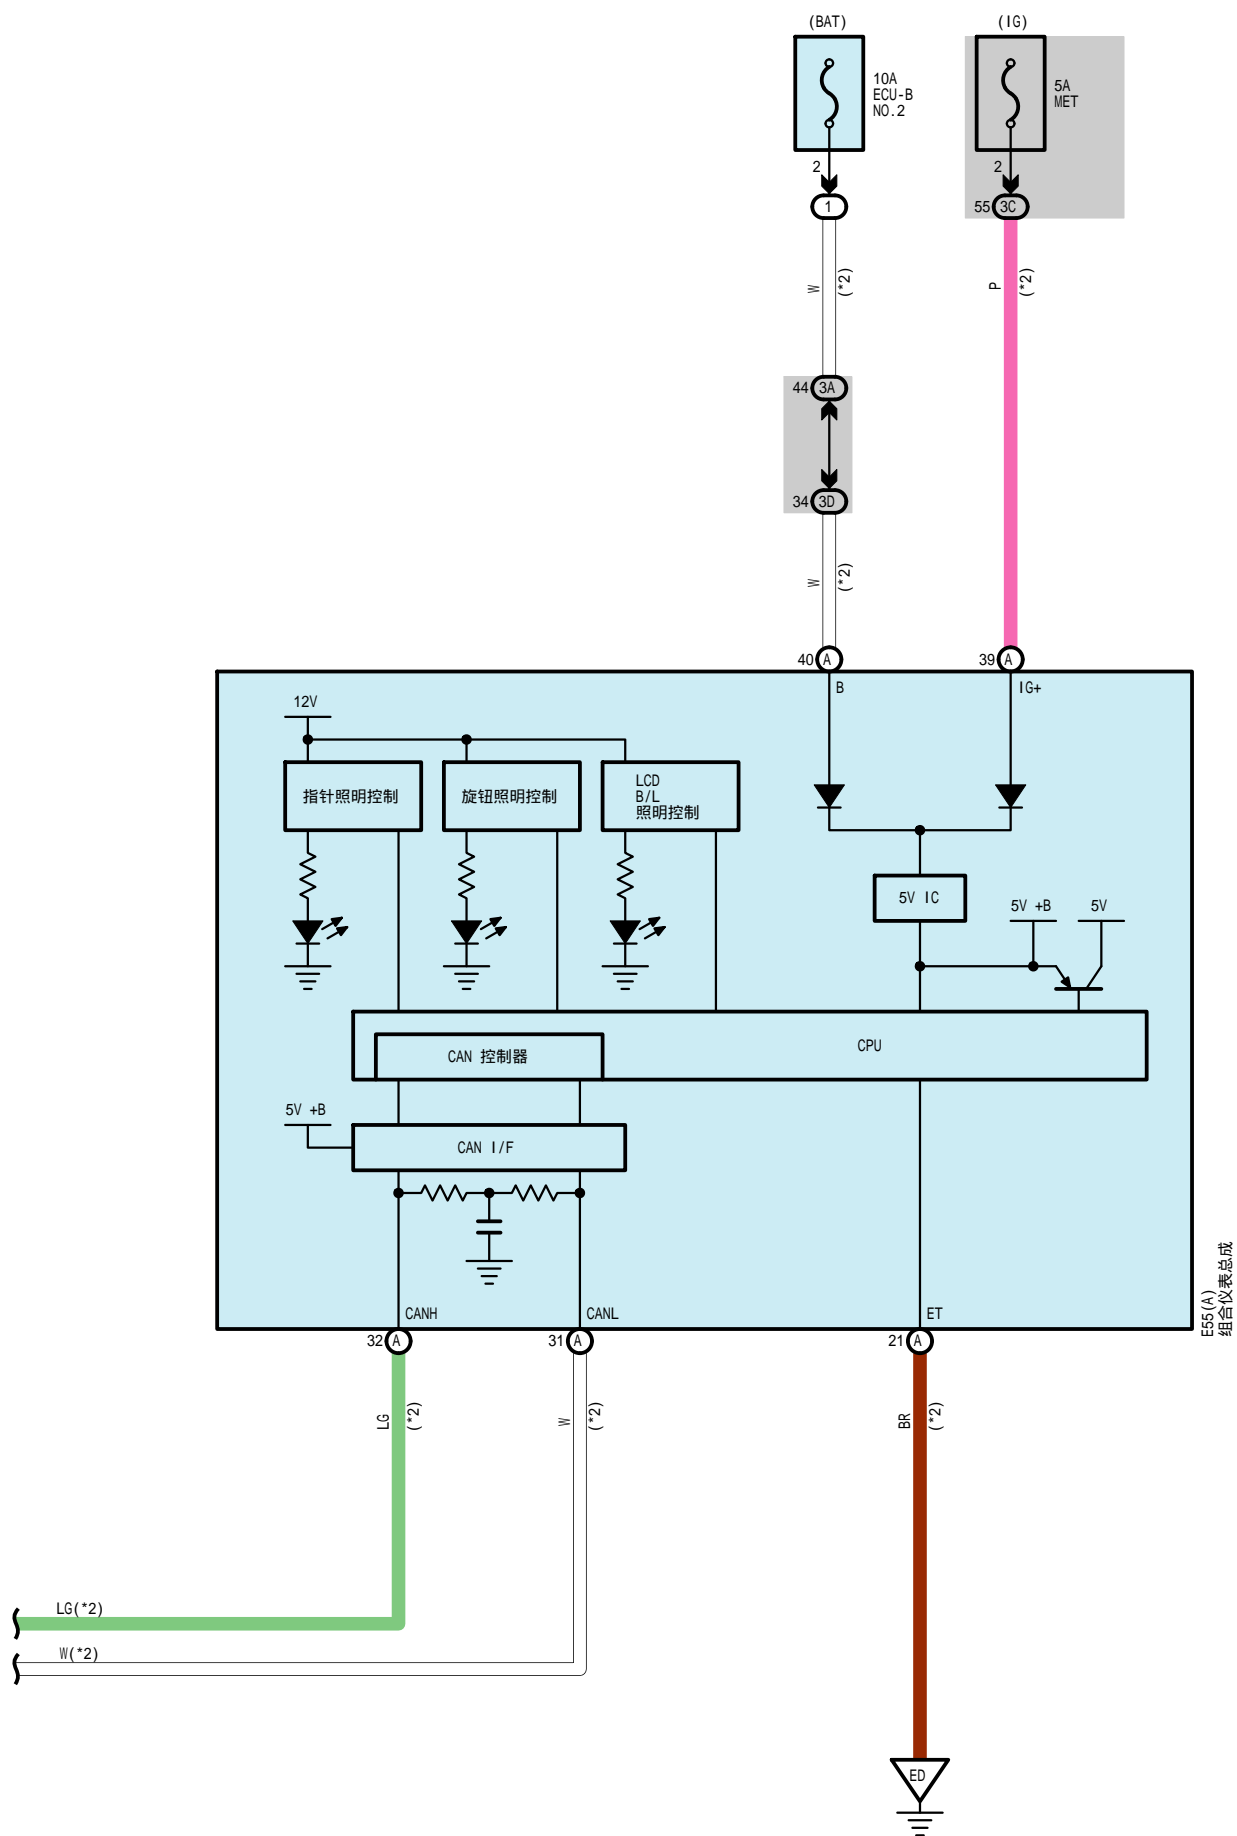 (BAT)
(IG)
10A
ECU-B
NO.2
5A
MET
2
2
1
55
3C
W
(*2)
P
(*2)
44
3A
34
3D
W
(*2)
40
A
39
A
B
IG+
12V
指针照明控制
旋钮照明控制
LCD
B/L
照明控制
5V IC
5V +B
5V
CPU
CAN 控制器
5V +B
CAN I/F
CANH
CANL
ET
E55(A)
组合仪表总成
32
A
31
A
21
A
LG
(*2)
W
(*2)
BR
(*2)
LG(*2)
W(*2)
ED